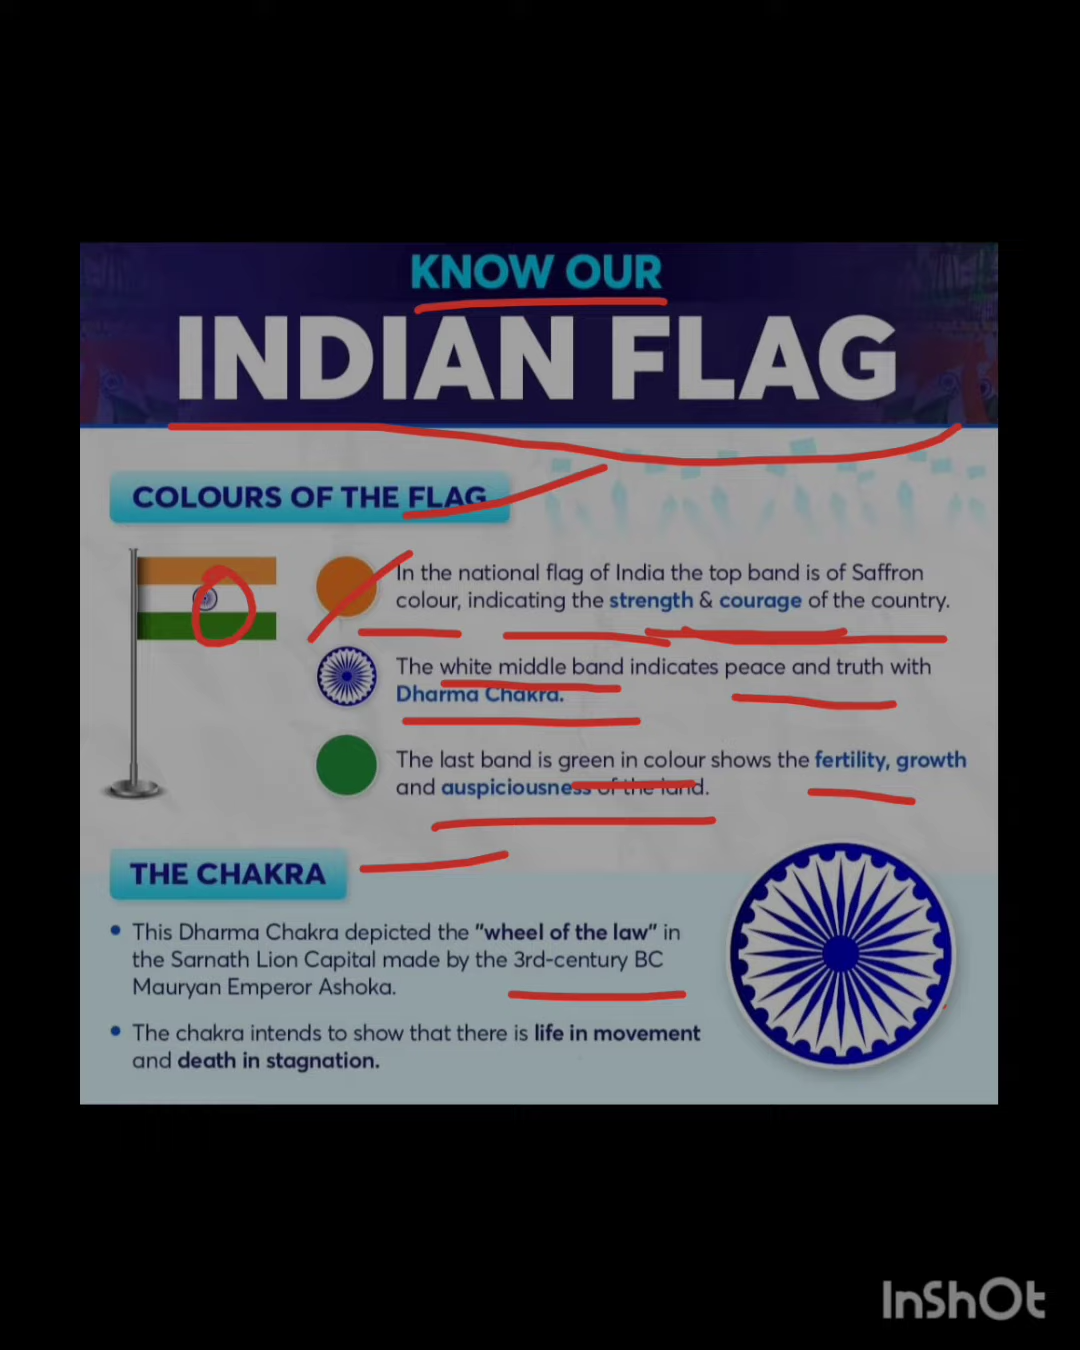 KNOW OUR
INDIAN FLAG
COLOURS OF THE FLAG
In the national flag of India the top band is of Saffron
colour, indicating the strength & courage of the country.
The white middle band indicates peace and truth with
Dharma Chakra.
The last band is green in colour shows the fertility, growth
and auspiciousness of the land.
THE CHAKRA
• This Dharma Chakra depicted the "wheel of the law" in
the Sarnath Lion Capital made by the 3rd-century BC
Mauryan Emperor Ashoka.
• The chakra intends to show that there is life in movement
and death in stagnation.
InShOt